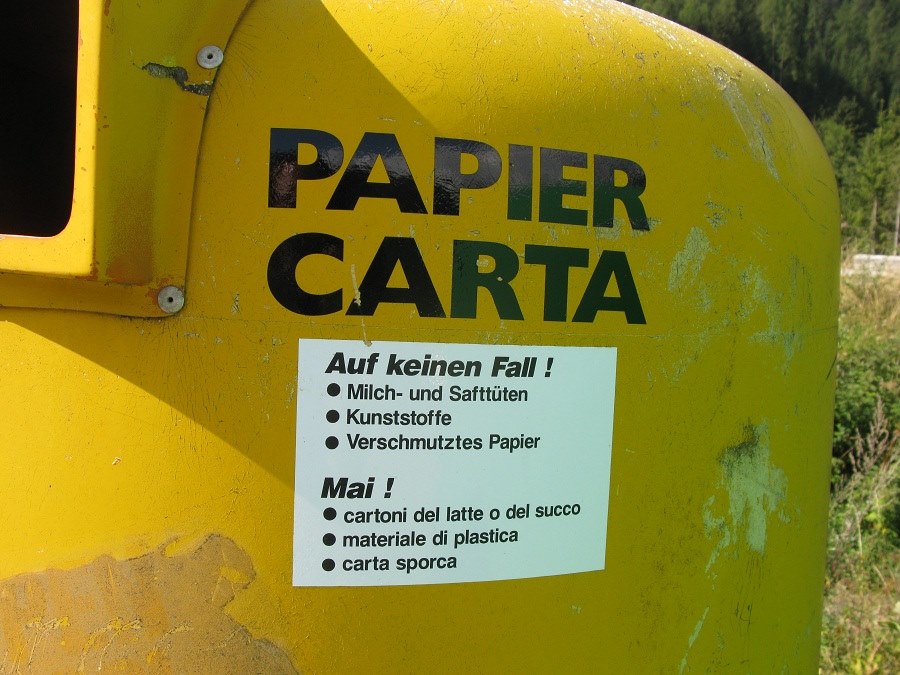 PAPIER
CARTA
Auf keinen Fall !
● Milch- und Safttüten
● Kunststoffe
● Verschmutztes Papier
Mai !
● cartoni del latte o del succo
● materiale di plastica
● carta sporca